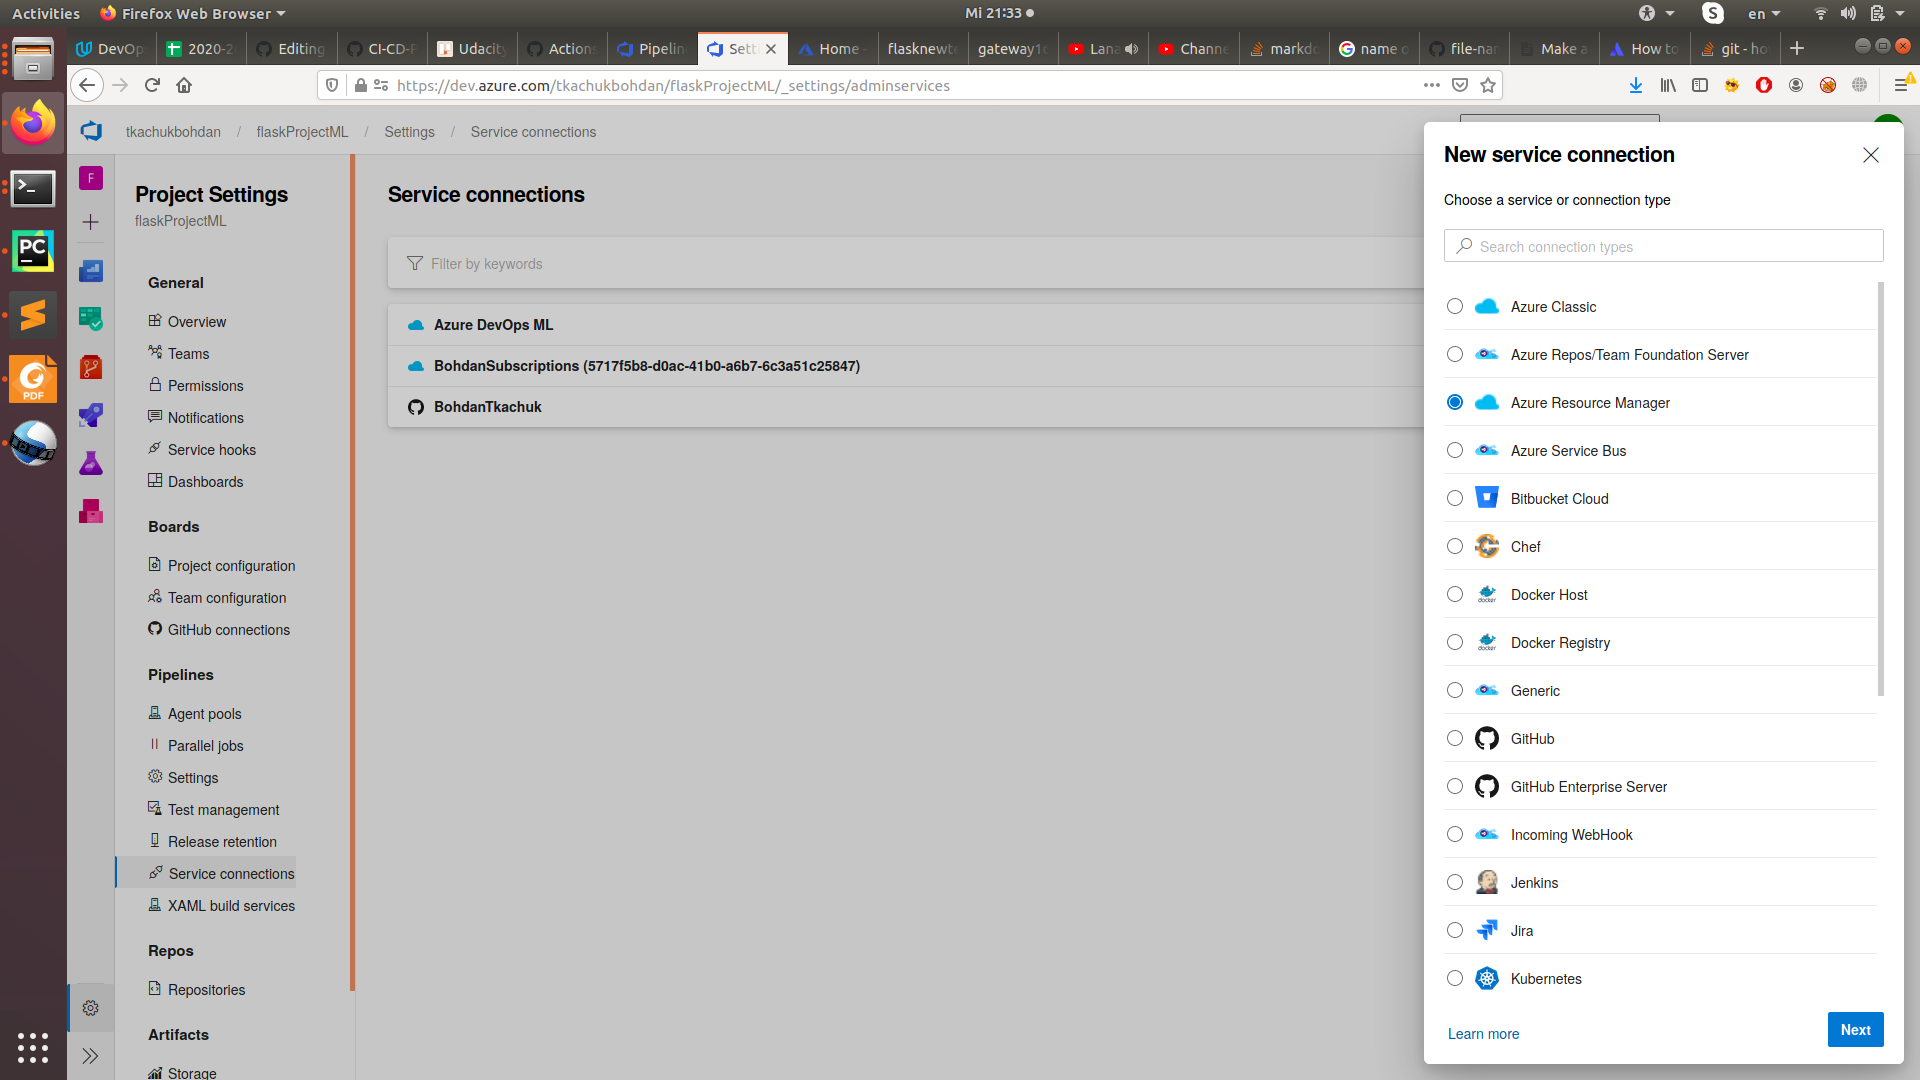 Activities Firefox Web Browser Mi 21:33 en
DevOp 2020-2 Editing CI-CD-P Udacity Actions Pipelin Sett Home - flasknewte gateway1 Lana Channe markdo name o file-nam Make a How to git - ho
https://dev.azure.com/tkachukbohdan/flaskProjectML/_settings/adminservices
tkachukbohdan / flaskProjectML / Settings / Service connections
F
Project Settings
flaskProjectML
General
Overview
Teams
Permissions
Notifications
Service hooks
Dashboards
Boards
Project configuration
Team configuration
GitHub connections
Pipelines
Agent pools
Parallel jobs
Settings
Test management
Release retention
Service connections
XAML build services
Repos
Repositories
Artifacts
Storage
Service connections
Filter by keywords
Azure DevOps ML
BohdanSubscriptions (5717f5b8-d0ac-41b0-a6b7-6c3a51c25847)
BohdanTkachuk
New service connection
Choose a service or connection type
Search connection types
Azure Classic
Azure Repos/Team Foundation Server
Azure Resource Manager
Azure Service Bus
Bitbucket Cloud
Chef
docker
Docker Host
docker
Docker Registry
Generic
GitHub
GitHub Enterprise Server
Incoming WebHook
Jenkins
Jira
Kubernetes
Learn more
Next
PC
PDF